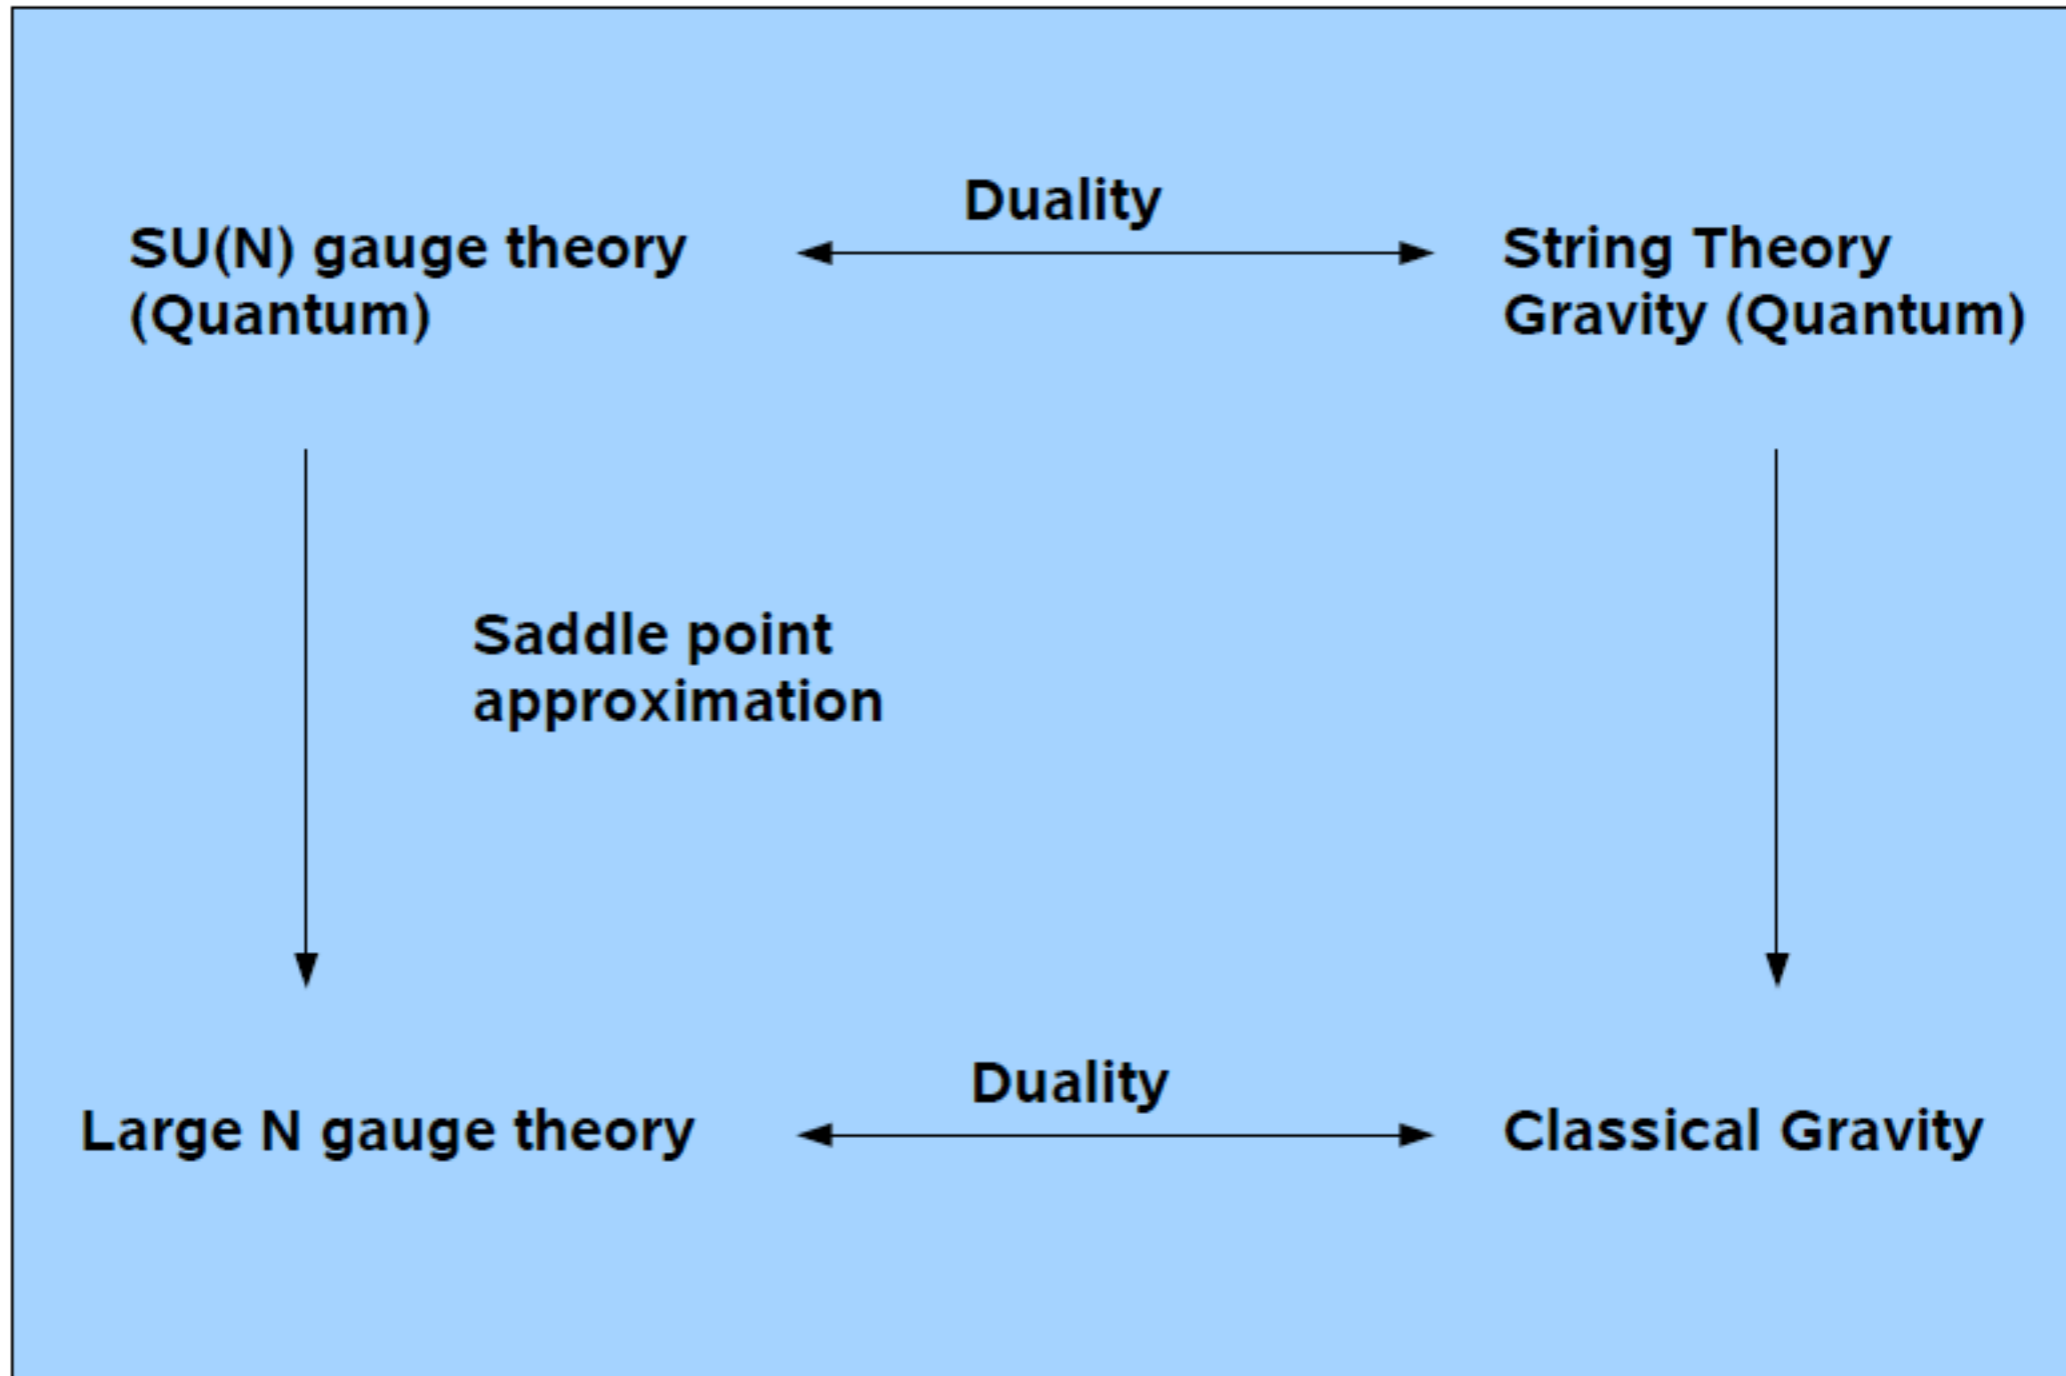 Duality
SU(N) gauge theory
(Quantum)
String Theory
Gravity (Quantum)
Saddle point
approximation
Duality
Large N gauge theory
Classical Gravity